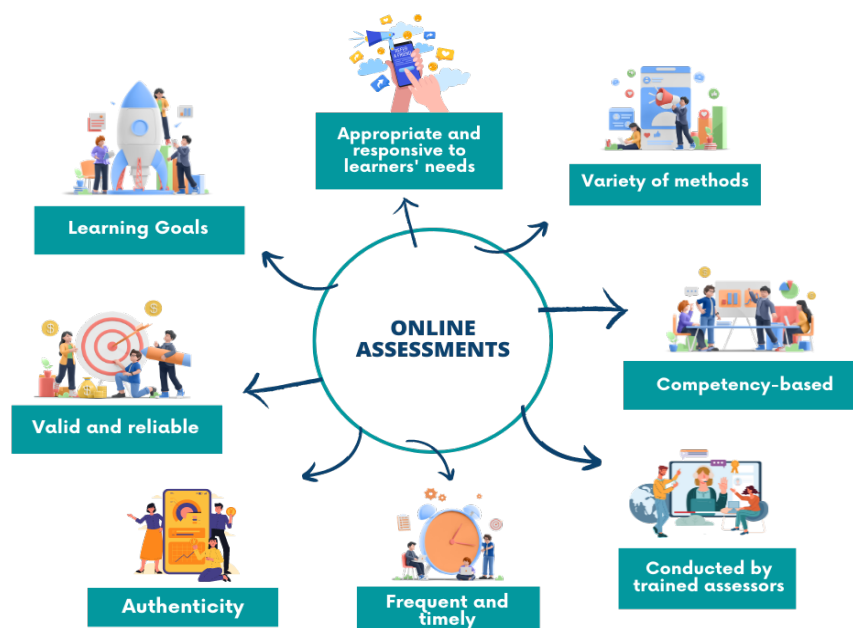 Appropriate and
responsive to
learners' needs
Variety of methods
Learning Goals
ONLINE
ASSESSMENTS
Competency-based
Valid and reliable
Conducted by
trained assessors
Authenticity
Frequent and
timely